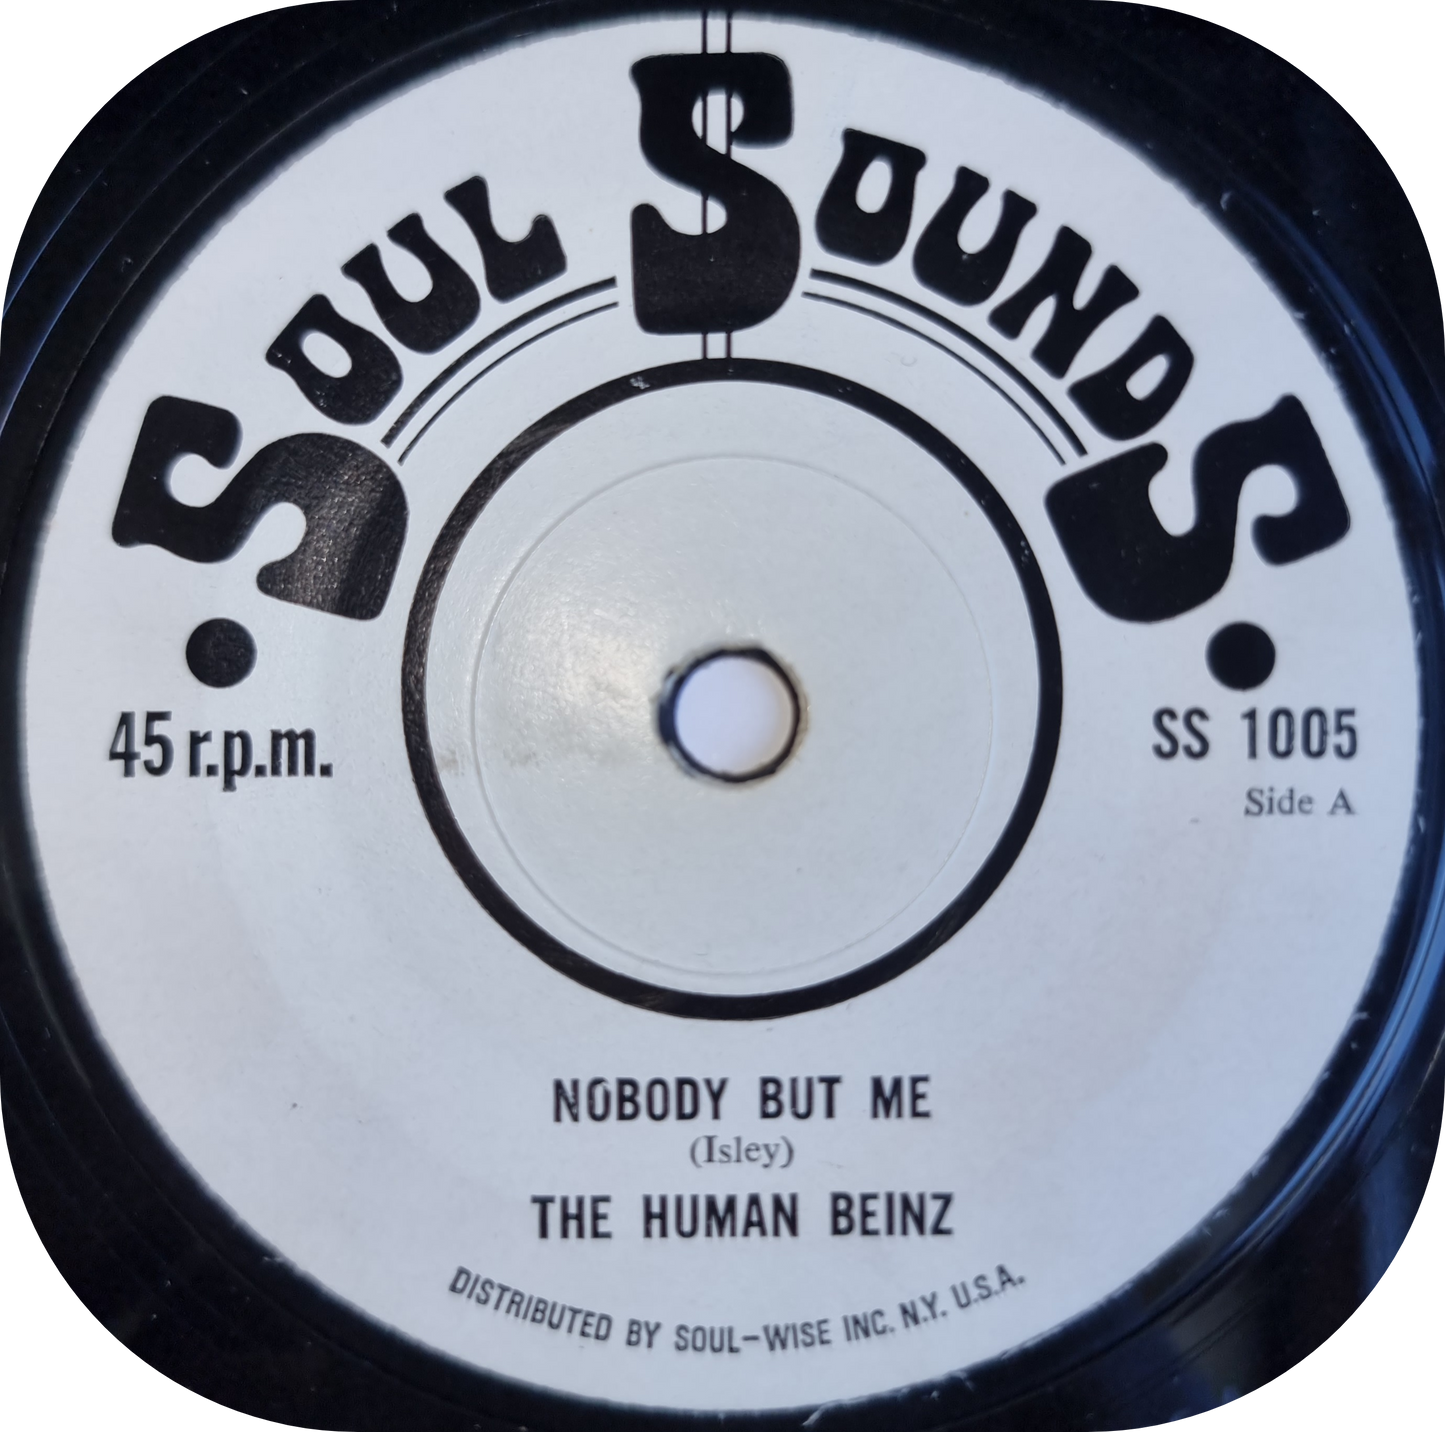 SOUL SOUNDS
45 r.p.m.
SS 1005
Side A
NOBODY BUT ME
(Isley)
THE HUMAN BEINZ
DISTRIBUTED BY SOUL-WISE INC. N.Y. U.S.A.